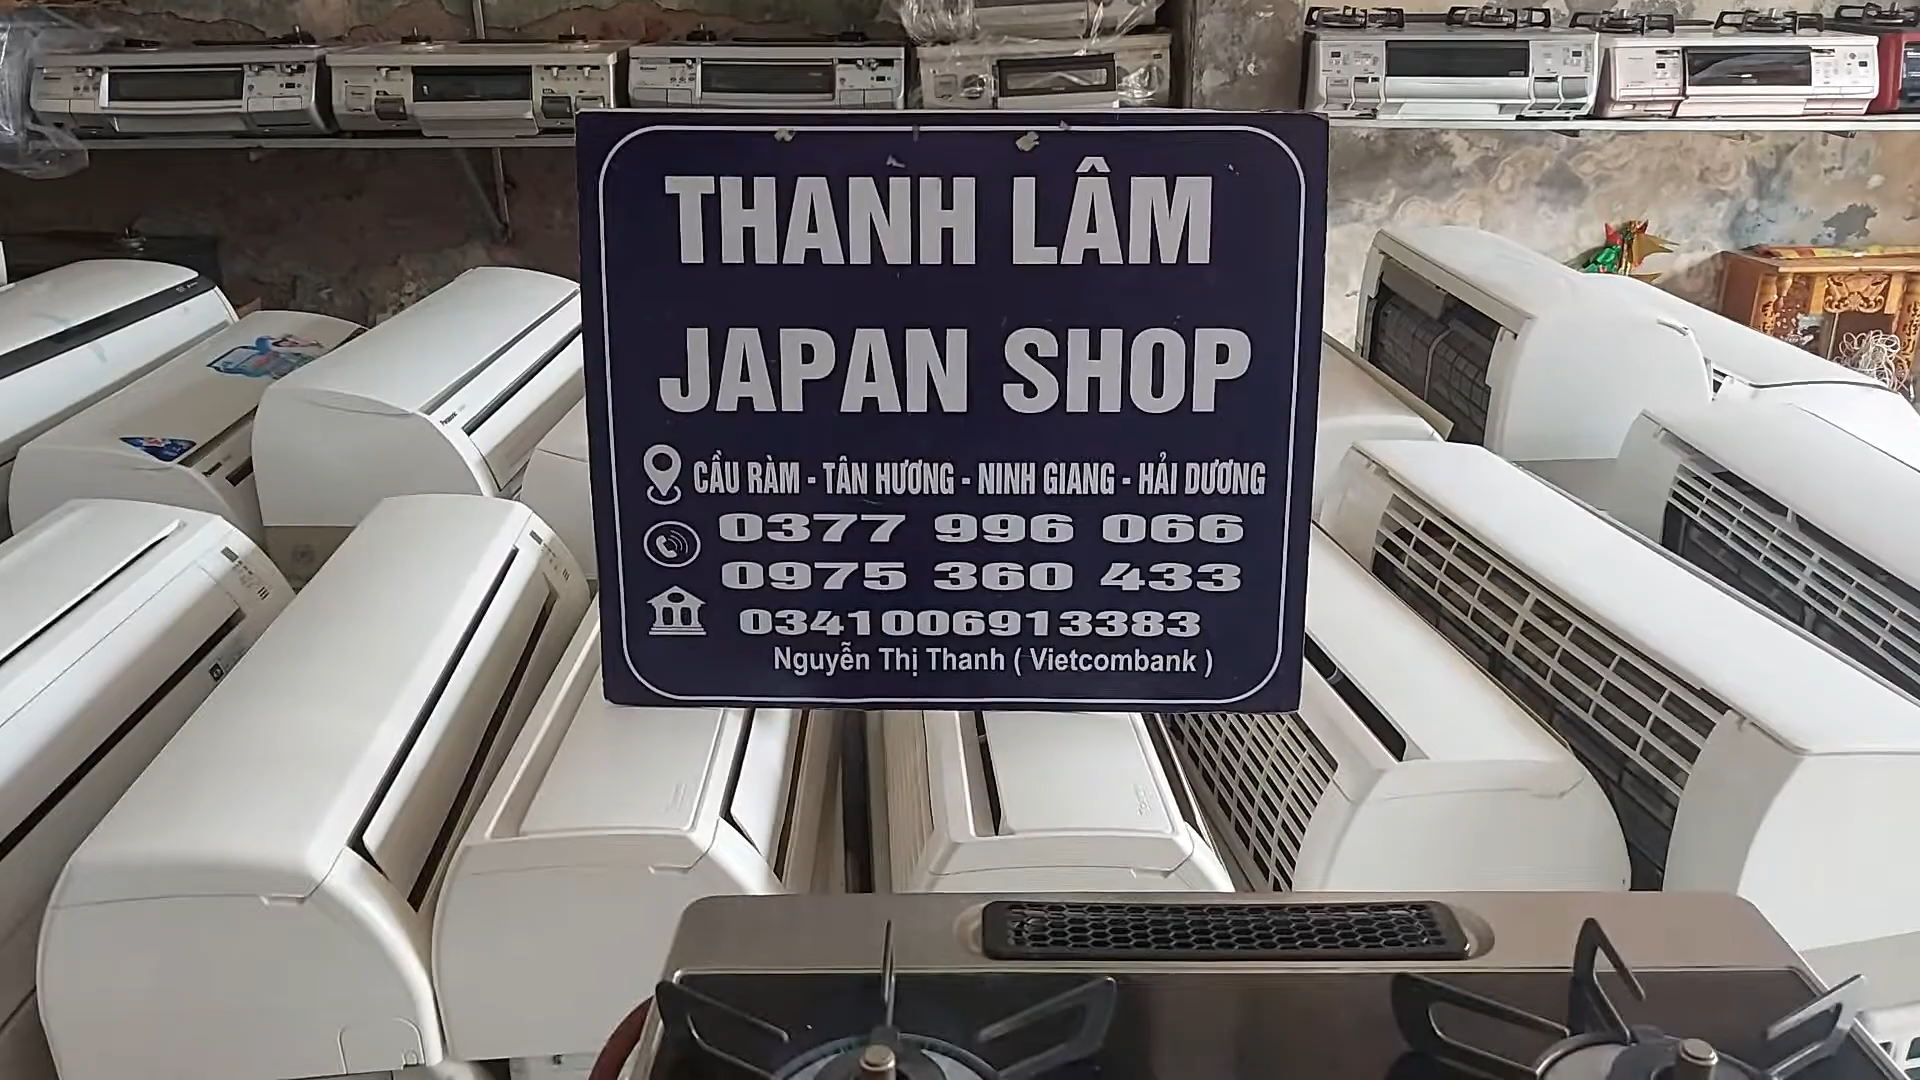 THANH LÂM
JAPAN SHOP
CẦU RÀM - TÂN HƯƠNG - NINH GIANG - HẢI DƯƠNG
0377 996 066
0975 360 433
0341006913383
Nguyễn Thị Thanh ( Vietcombank )